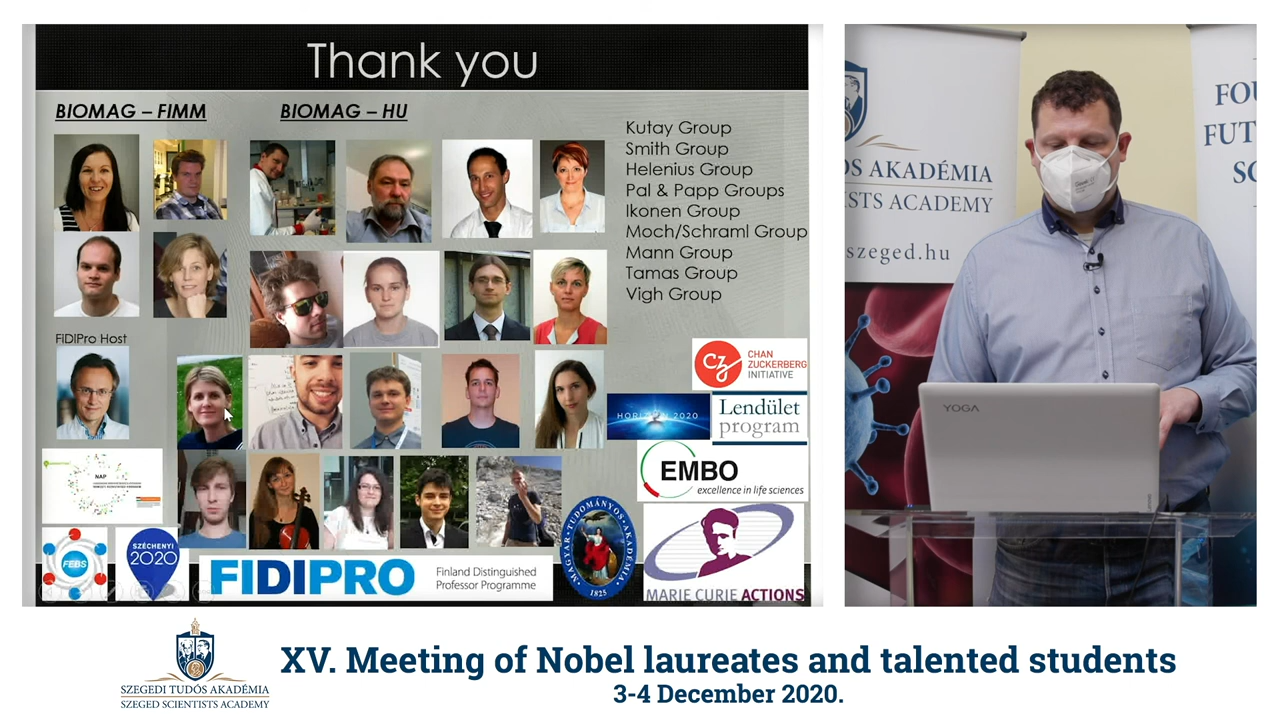 Thank you
BIOMAG – FIMM
BIOMAG – HU
Kutay Group
Smith Group
Helenius Group
Pal & Papp Groups
Ikonen Group
Moch/Schraml Group
Mann Group
Tamas Group
Vigh Group
FiDiPro Host
CHAN
ZUCKERBERG
INITIATIVE
HORIZON 2020
Lendület
program
EMBO
excellence in life sciences
NAP
FEBS
SZÉCHENYI
2020
FIDIPRO
Finland Distinguished
Professor Programme
MAGYAR·TUDOMÁNYOS·AKADÉMIA
1825
MARIE CURIE ACTIONS
DÓS AKADÉMIA
TISTS ACADEMY
szeged.hu
FOU
FUT
SC
YOGA
SZEGEDI TUDÓS AKADÉMIA
SZEGED SCIENTISTS ACADEMY
XV. Meeting of Nobel laureates and talented students
3-4 December 2020.